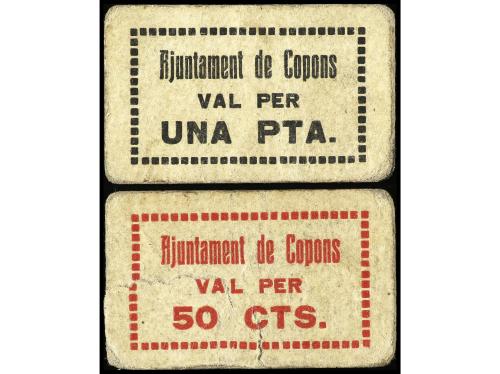 Ajuntament de Copons
VAL PER
UNA PTA.
Ajuntament de Copons
VAL PER
50 CTS.